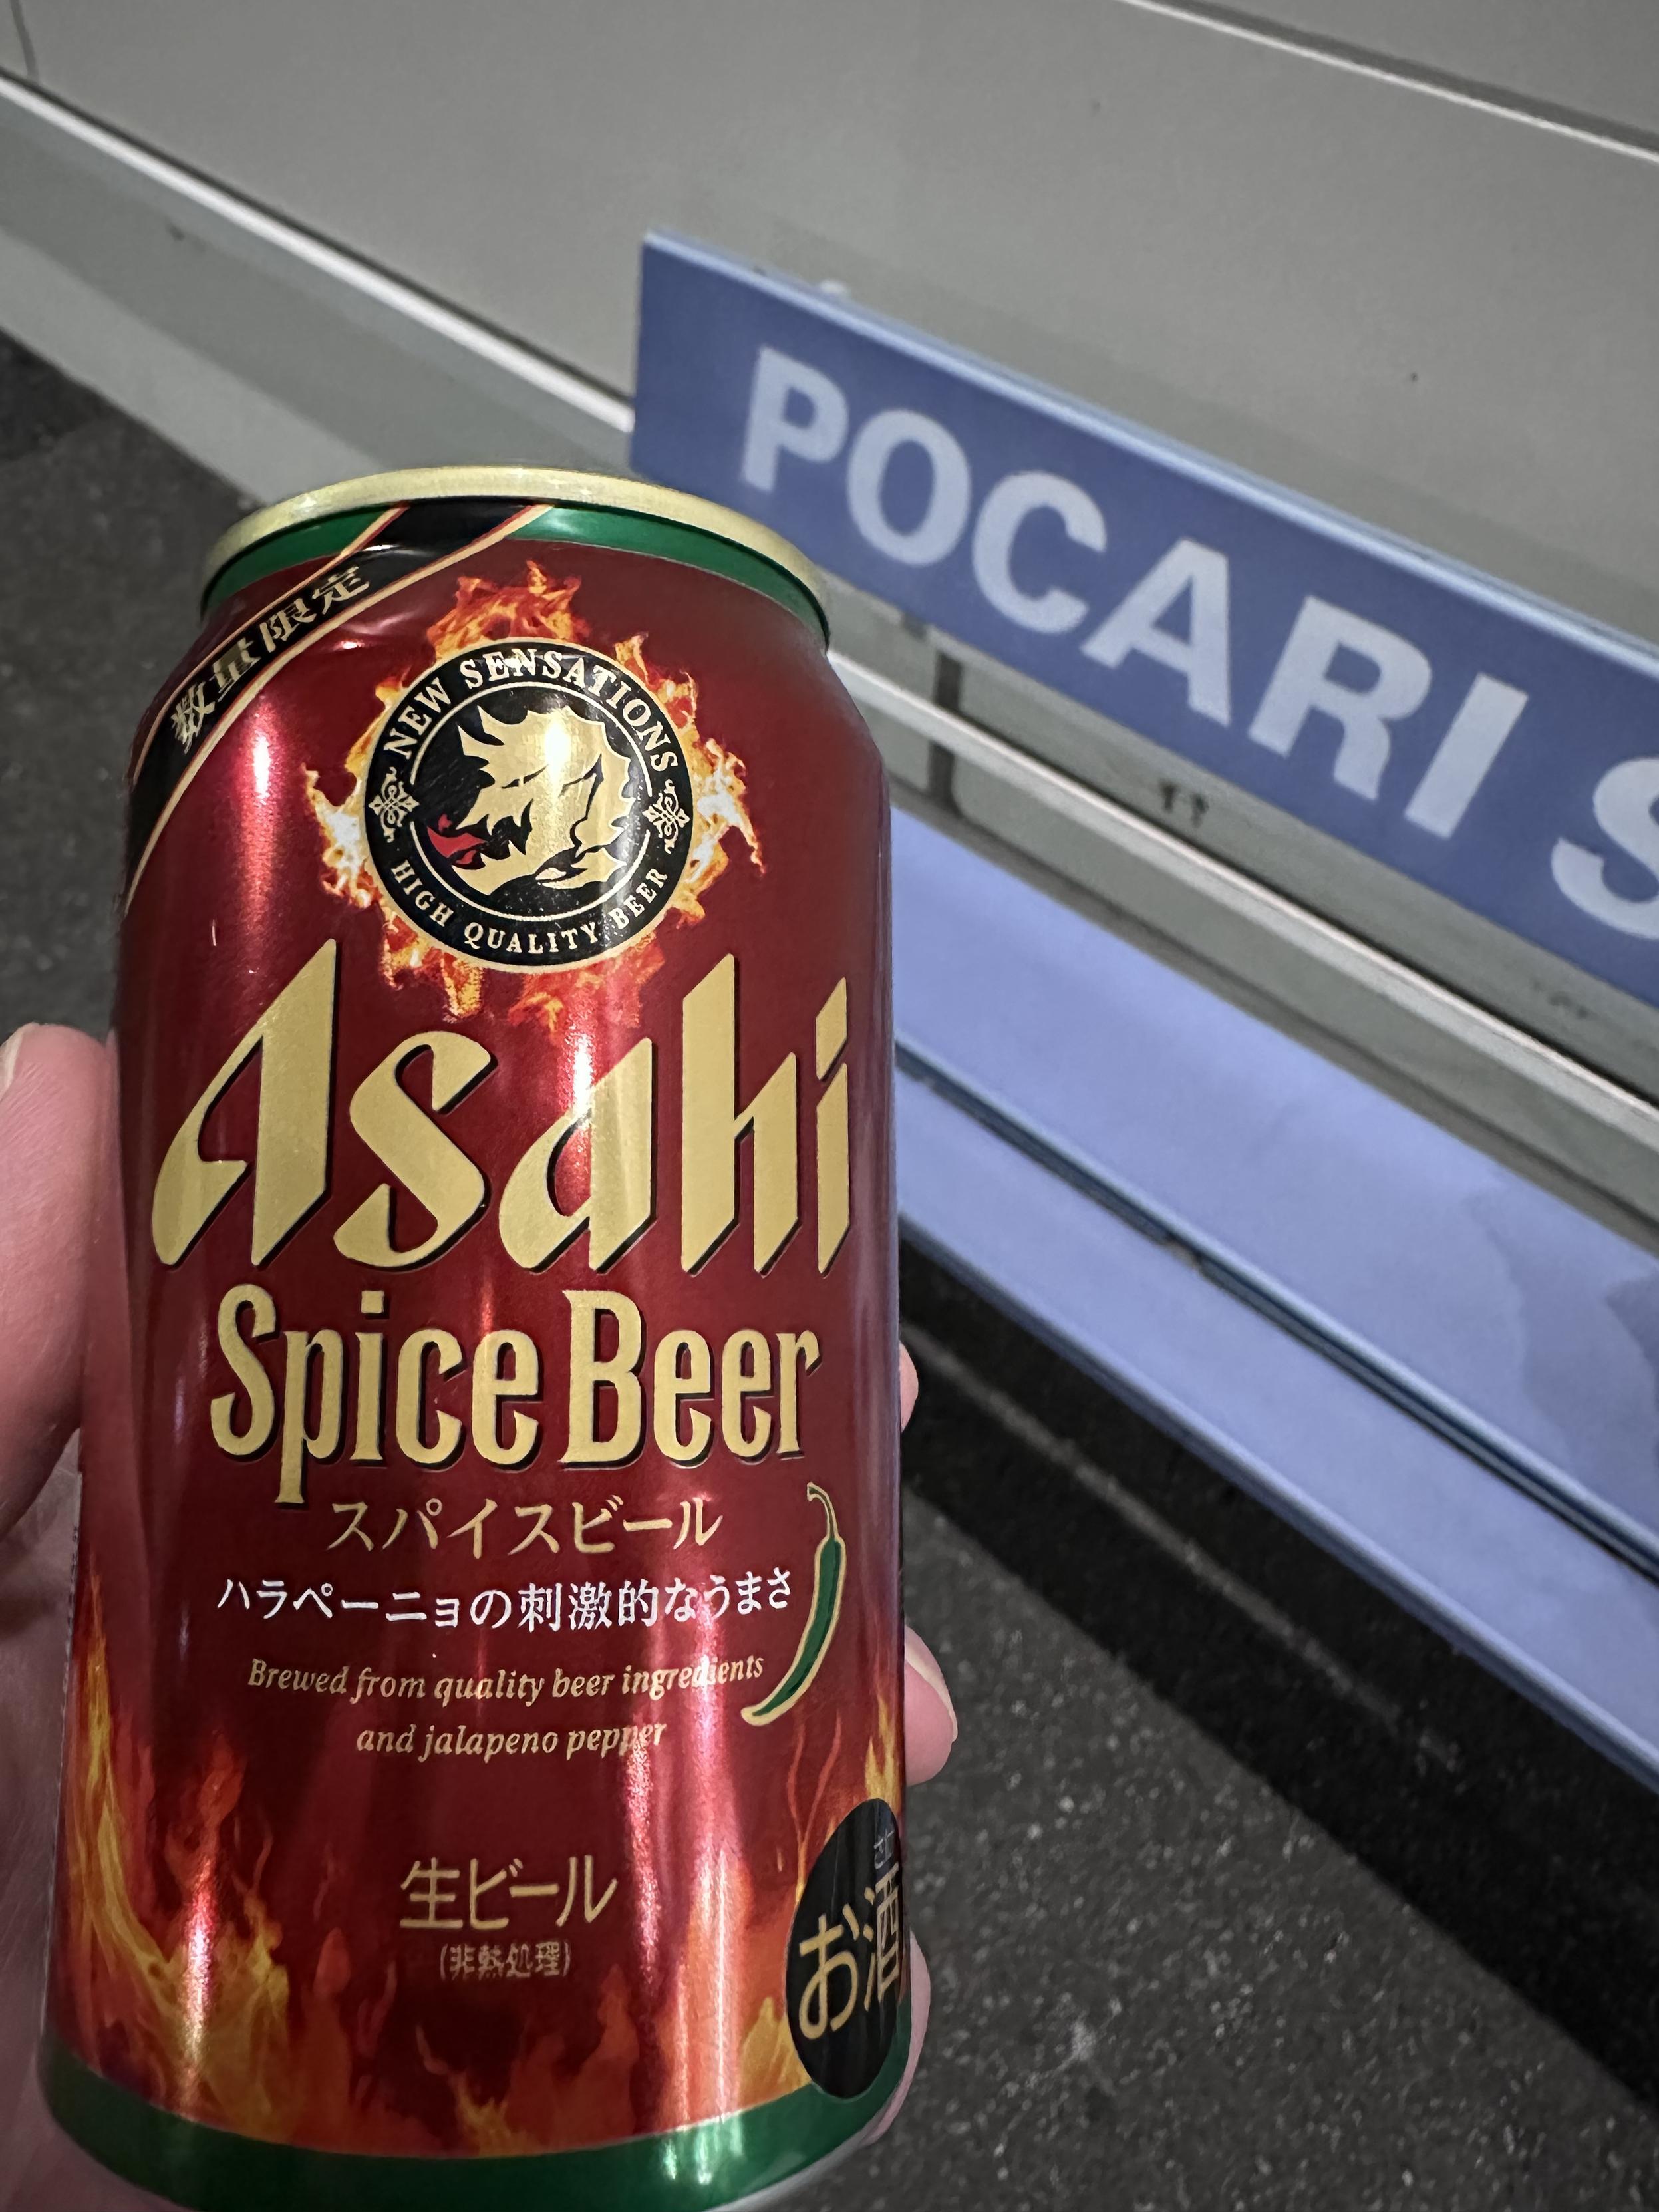 数量限定
NEW SENSATIONS
HIGH QUALITY BEER
Asahi
Spice Beer
スパイスビール
ハラペーニョの刺激的なうまさ
Brewed from quality beer ingredients
and jalapeno pepper
生ビール
(非熱処理)
お酒
POCARI S